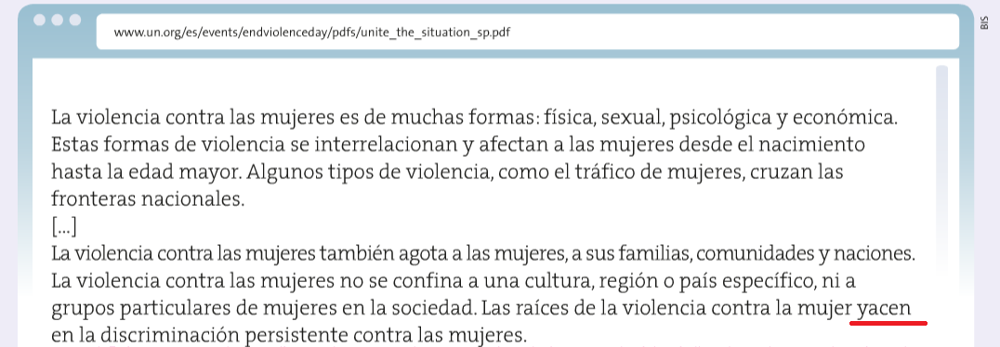 BIS
www.un.org/es/events/endviolenceday/pdfs/unite_the_situation_sp.pdf
La violencia contra las mujeres es de muchas formas: física, sexual, psicológica y económica.
Estas formas de violencia se interrelacionan y afectan a las mujeres desde el nacimiento
hasta la edad mayor. Algunos tipos de violencia, como el tráfico de mujeres, cruzan las
fronteras nacionales.
[...]
La violencia contra las mujeres también agota a las mujeres, a sus familias, comunidades y naciones.
La violencia contra las mujeres no se confina a una cultura, región o país específico, ni a
grupos particulares de mujeres en la sociedad. Las raíces de la violencia contra la mujer yacen
en la discriminación persistente contra las mujeres.